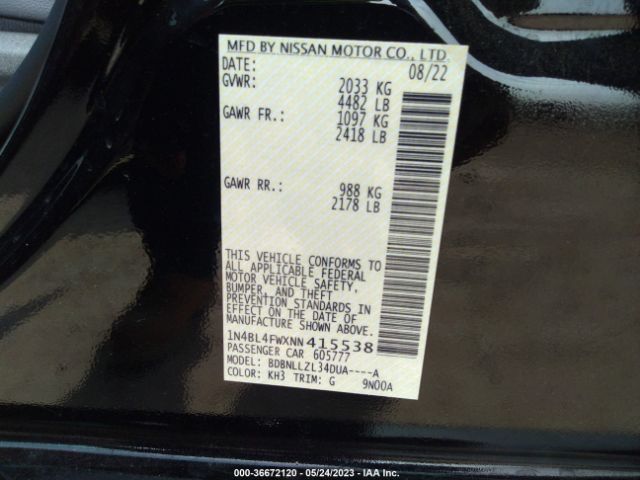 MFD BY NISSAN MOTOR CO., LTD.
DATE: 08/22
GVWR: 2033 KG
4482 LB
GAWR FR.: 1097 KG
2418 LB
GAWR RR.: 988 KG
2178 LB
THIS VEHICLE CONFORMS TO
ALL APPLICABLE FEDERAL
MOTOR VEHICLE SAFETY,
BUMPER, AND THEFT
PREVENTION STANDARDS IN
EFFECT ON THE DATE OF
MANUFACTURE SHOWN ABOVE.
1N4BL4FWXNN415538
PASSENGER CAR 605777
MODEL: BDBNLLZL34DUA----A
COLOR: KH3 TRIM: G 9N00A
000-36672120 - 05/24/2023 - IAA Inc.